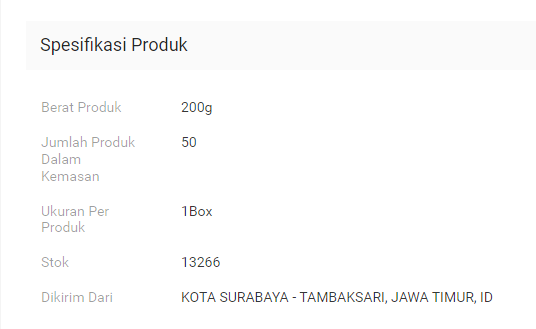 Spesifikasi Produk
Berat Produk 200g
Jumlah Produk 50
Dalam
Kemasan
Ukuran Per 1Box
Produk
Stok 13266
Dikirim Dari KOTA SURABAYA - TAMBAKSARI, JAWA TIMUR, ID